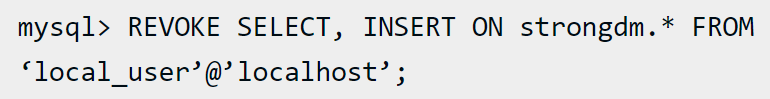 mysql> REVOKE SELECT, INSERT ON strongdm.* FROM
‘local_user’@’localhost’;